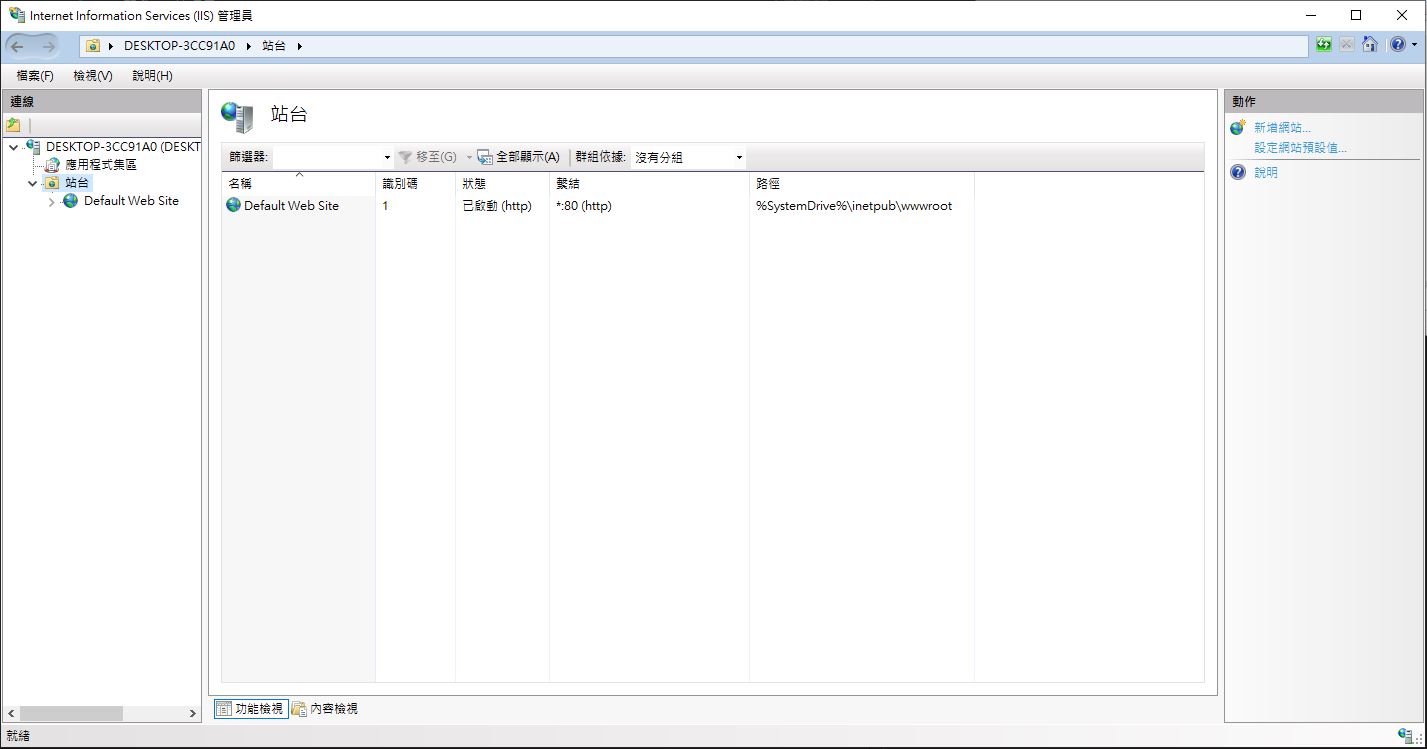 Internet Information Services (IIS) 管理員
DESKTOP-3CC91A0 站台
檔案(F) 檢視(V) 說明(H)
連線
DESKTOP-3CC91A0 (DESKT
應用程式集區
站台
Default Web Site
站台
篩選器: 移至(G) 全部顯示(A) 群組依據: 沒有分組
名稱 識別碼 狀態 繫結 路徑
Default Web Site 1 已啟動 (http) *:80 (http) %SystemDrive%\inetpub\wwwroot
功能檢視 內容檢視
動作
新增網站...
設定網站預設值...
說明
就緒